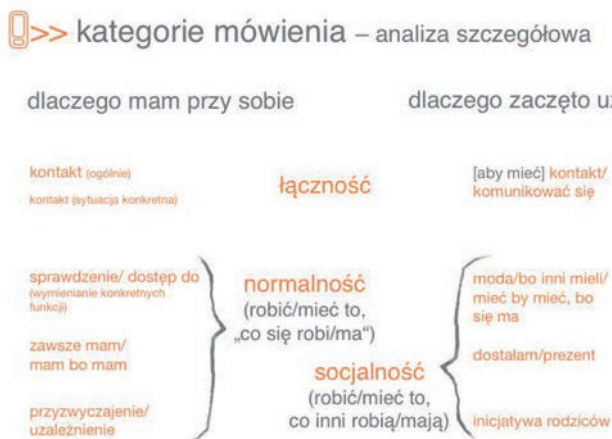 >> kategorie mówienia – analiza szczegółowa
dlaczego mam przy sobie
dlaczego zaczęto
kontakt (ogólnie)
kontakt (sytuacja konkretna)
łączność
[aby mieć] kontakt/
komunikować się
sprawdzenie/ dostęp do
(wymienianie konkretnych
funkcji)
zawsze mam/
mam bo mam
przyzwyczajenie/
uzależnienie
normalność
(robić/mieć to,
„co się robi/ma“)
socjalność
(robić/mieć to,
co inni robią/mają)
moda/bo inni mieli/
mieć by mieć, bo
się ma
dostałam/prezent
inicjatywa rodziców